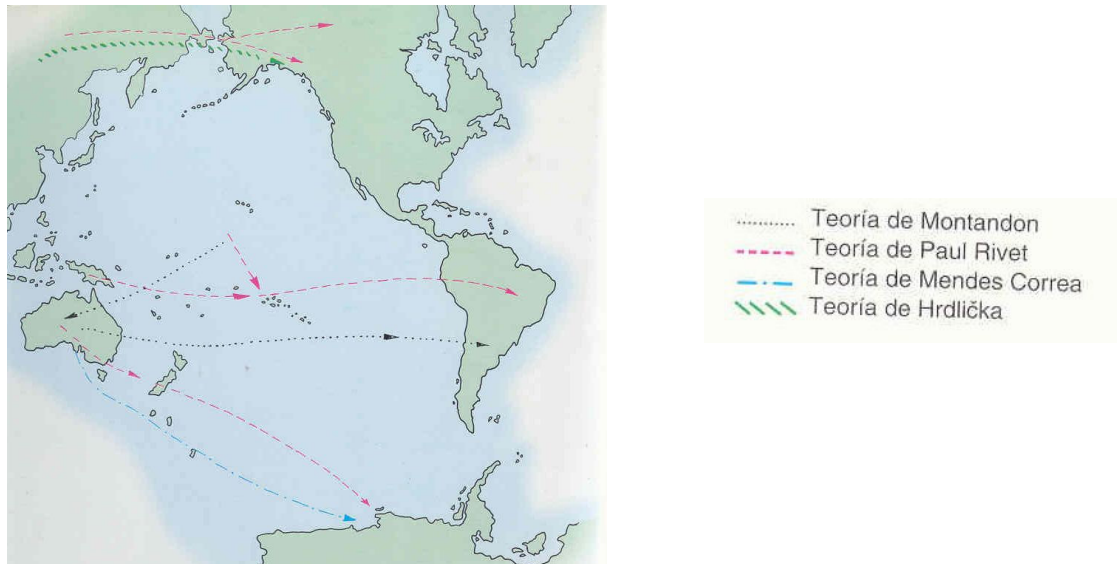 Teoría de Montandon
Teoría de Paul Rivet
Teoría de Mendes Correa
Teoría de Hrdlička